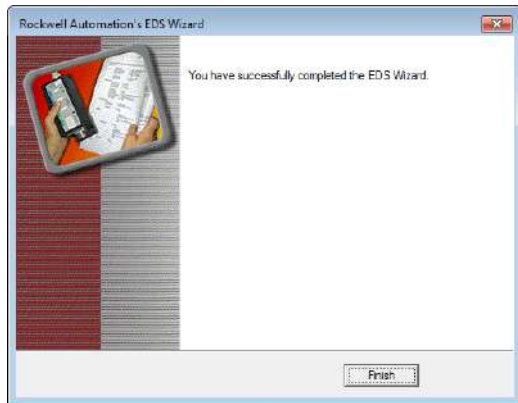 Rockwell Automation's EDS Wizard
You have successfully completed the EDS Wizard.
Finish